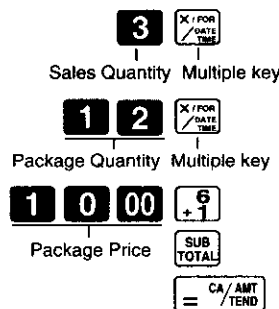 3 X/FOR
/DATE
TIME
Sales Quantity Multiple key
1 2 X/FOR
/DATE
TIME
Package Quantity Multiple key
1 0 00 6
+ 1
Package Price
SUB
TOTAL
= CA/AMT
/TEND